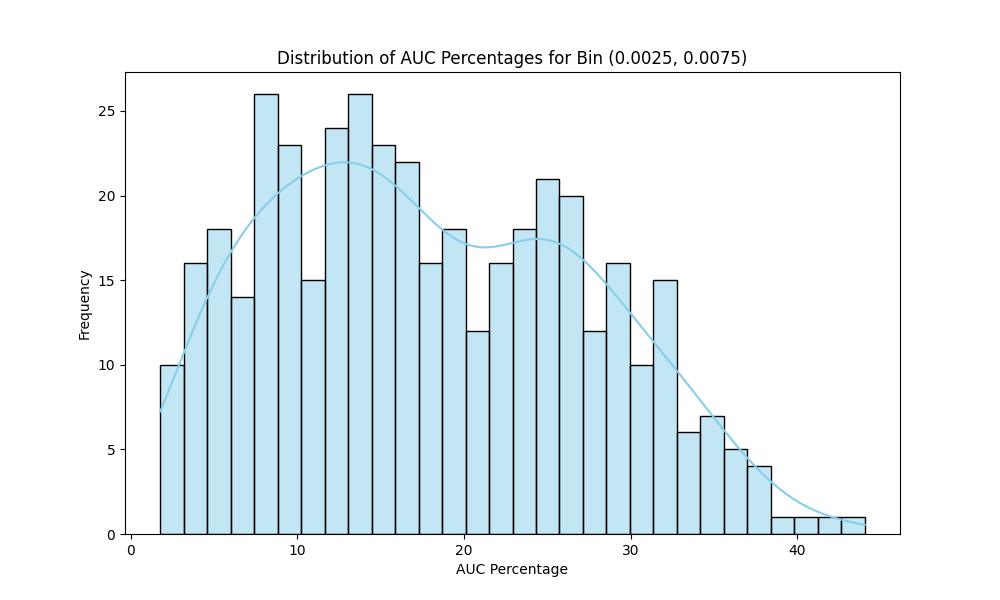 Distribution of AUC Percentages for Bin (0.0025, 0.0075)
Frequency
25
20
15
10
5
0
0 10 20 30 40
AUC Percentage